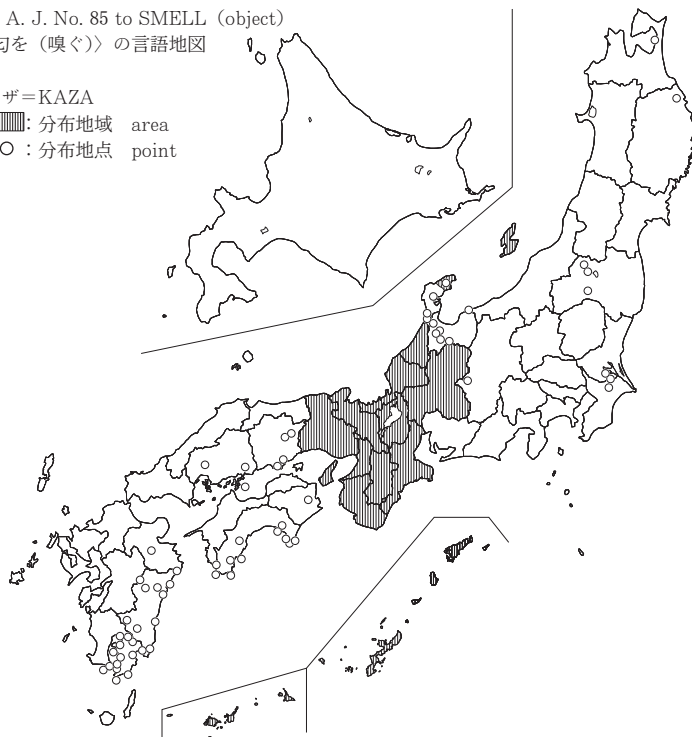 A. J. No. 85 to SMELL (object)
匂を（嗅ぐ）〉の言語地図
ザ＝KAZA
：分布地域 area
○：分布地点 point